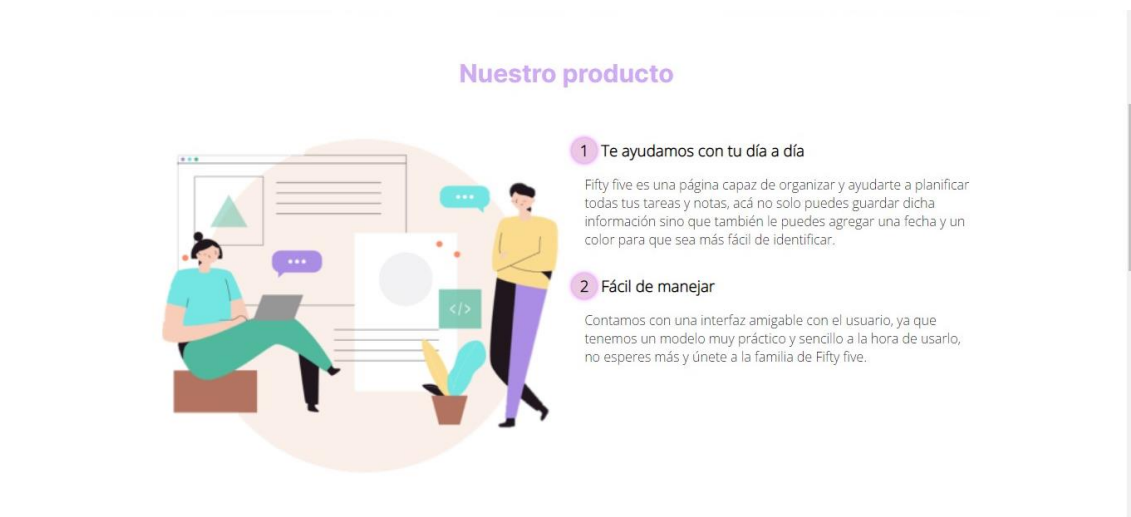 Nuestro producto
1 Te ayudamos con tu día a día
Fifty five es una página capaz de organizar y ayudarte a planificar
todas tus tareas y notas, acá no solo puedes guardar dicha
información sino que también le puedes agregar una fecha y un
color para que sea más fácil de identificar.
2 Fácil de manejar
Contamos con una interfaz amigable con el usuario, ya que
tenemos un modelo muy práctico y sencillo a la hora de usarlo,
no esperes más y únete a la familia de Fifty five.
</>